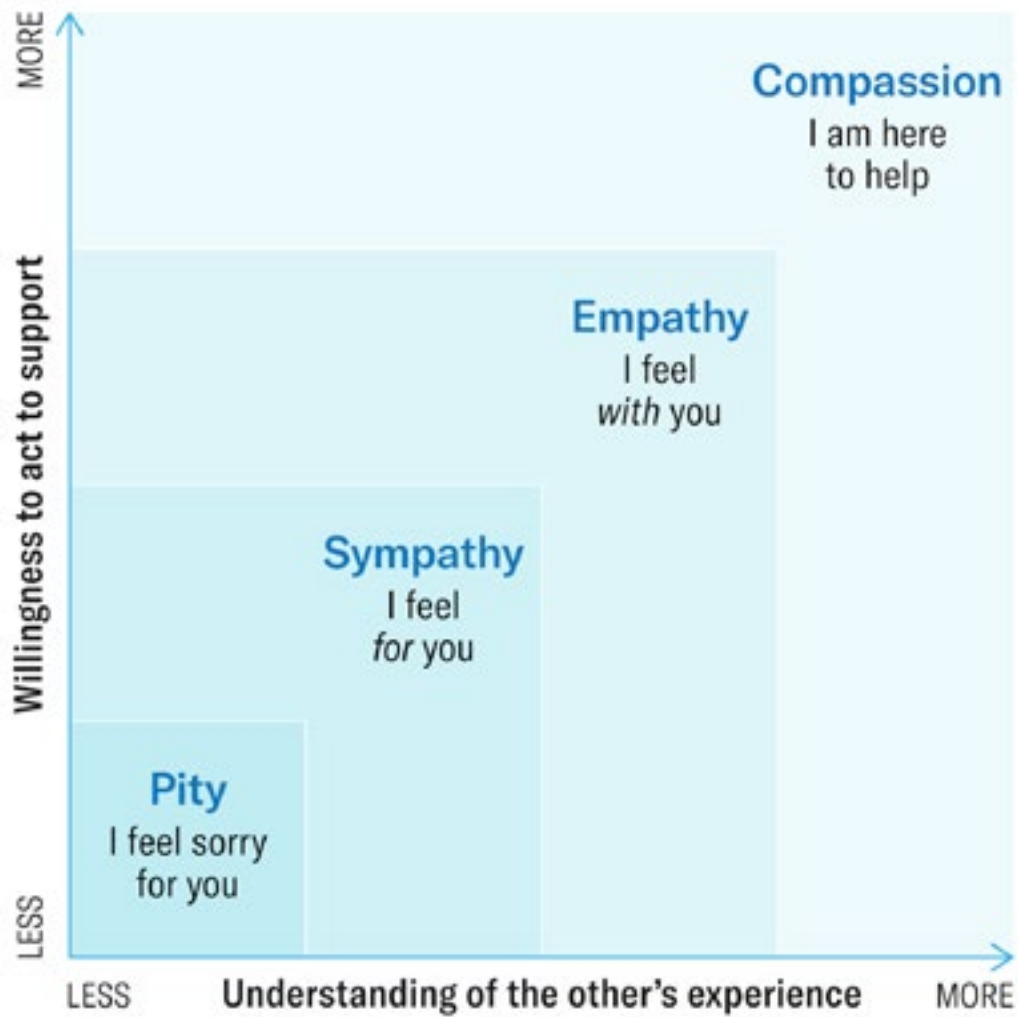 MORE
Compassion
I am here
to help
Empathy
I feel
with you
Willingness to act to support
Sympathy
I feel
for you
Pity
I feel sorry
for you
LESS
LESS
Understanding of the other's experience
MORE